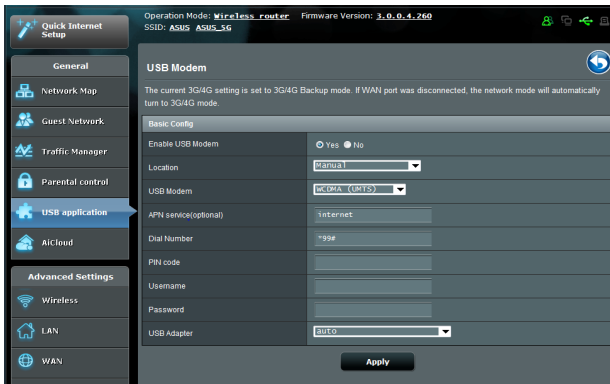 Quick Internet
Setup
Operation Mode: Wireless router Firmware Version: 3.0.0.4.260
SSID: ASUS ASUS_5G
General
Network Map
Guest Network
Traffic Manager
Parental control
USB application
AiCloud
Advanced Settings
Wireless
LAN
WAN
USB Modem
The current 3G/4G setting is set to 3G/4G Backup mode. If WAN port was disconnected, the network mode will automatically
turn to 3G/4G mode.
Basic Config
Enable USB Modem Yes No
Location Manual
USB Modem WCDMA (UMTS)
APN service(optional) internet
Dial Number *99#
PIN code
Username
Password
USB Adapter auto
Apply